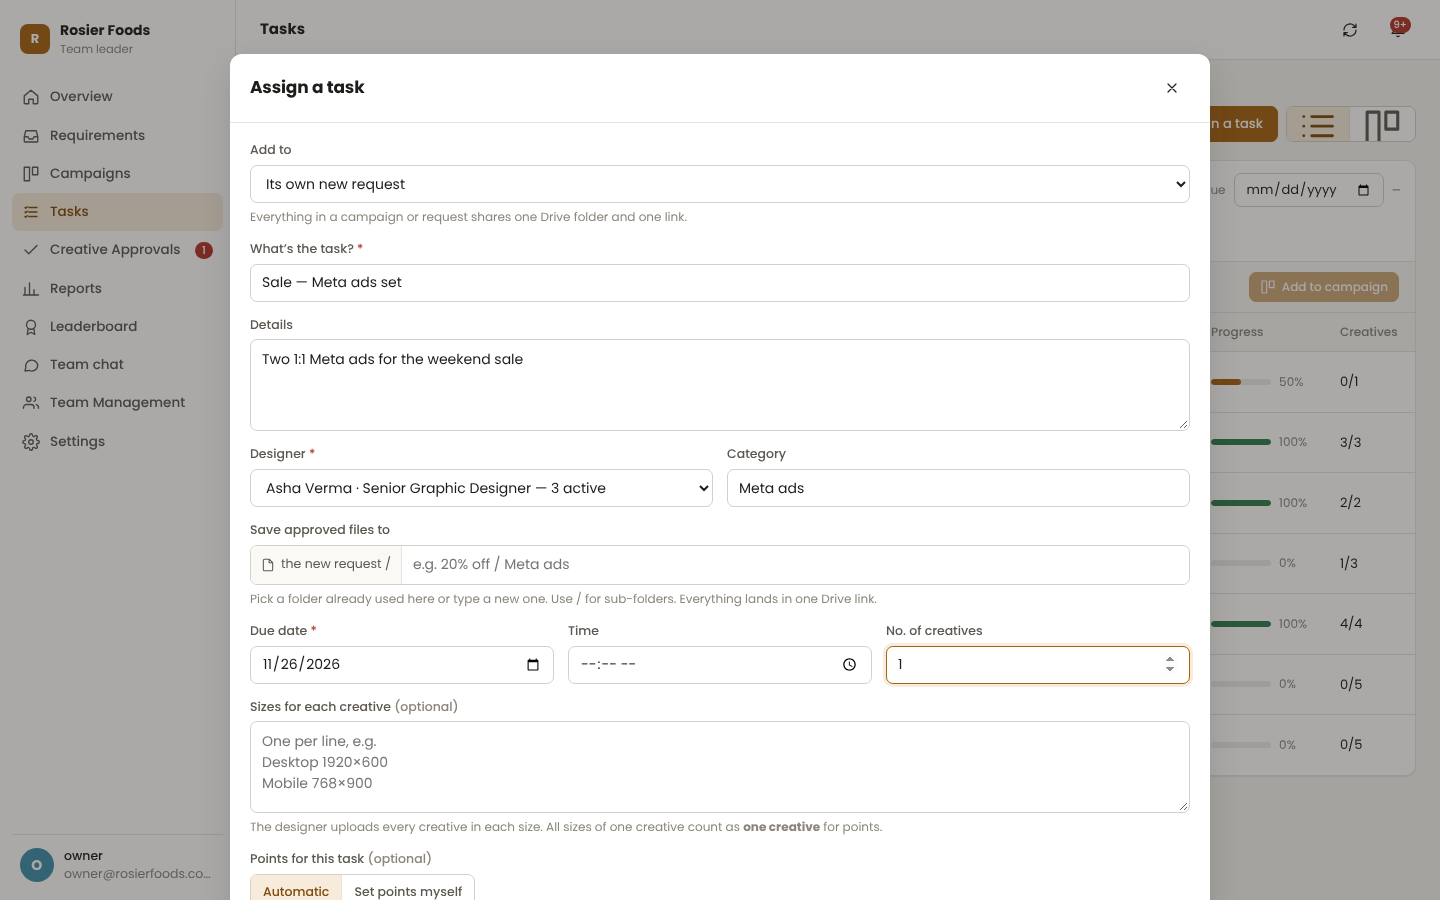 R
Rosier Foods
Team leader
Tasks
9+
Overview
Requirements
Campaigns
Tasks
Creative Approvals 1
Reports
Leaderboard
Team chat
Team Management
Settings
O
owner
owner@rosierfoods.co...
Assign a task
Add to
Its own new request
Everything in a campaign or request shares one Drive folder and one link.
What's the task? *
Sale — Meta ads set
Details
Two 1:1 Meta ads for the weekend sale
Designer * Category
Asha Verma · Senior Graphic Designer — 3 active Meta ads
Save approved files to
the new request / e.g. 20% off / Meta ads
Pick a folder already used here or type a new one. Use / for sub-folders. Everything lands in one Drive link.
Due date * Time No. of creatives
11/26/2026 --:-- -- 1
Sizes for each creative (optional)
One per line, e.g.
Desktop 1920×600
Mobile 768×900
The designer uploads every creative in each size. All sizes of one creative count as one creative for points.
Points for this task (optional)
Automatic Set points myself
n a task
ue mm/dd/yyyy –
Add to campaign
Progress Creatives
50% 0/1
100% 3/3
100% 2/2
0% 1/3
100% 4/4
0% 0/5
0% 0/5